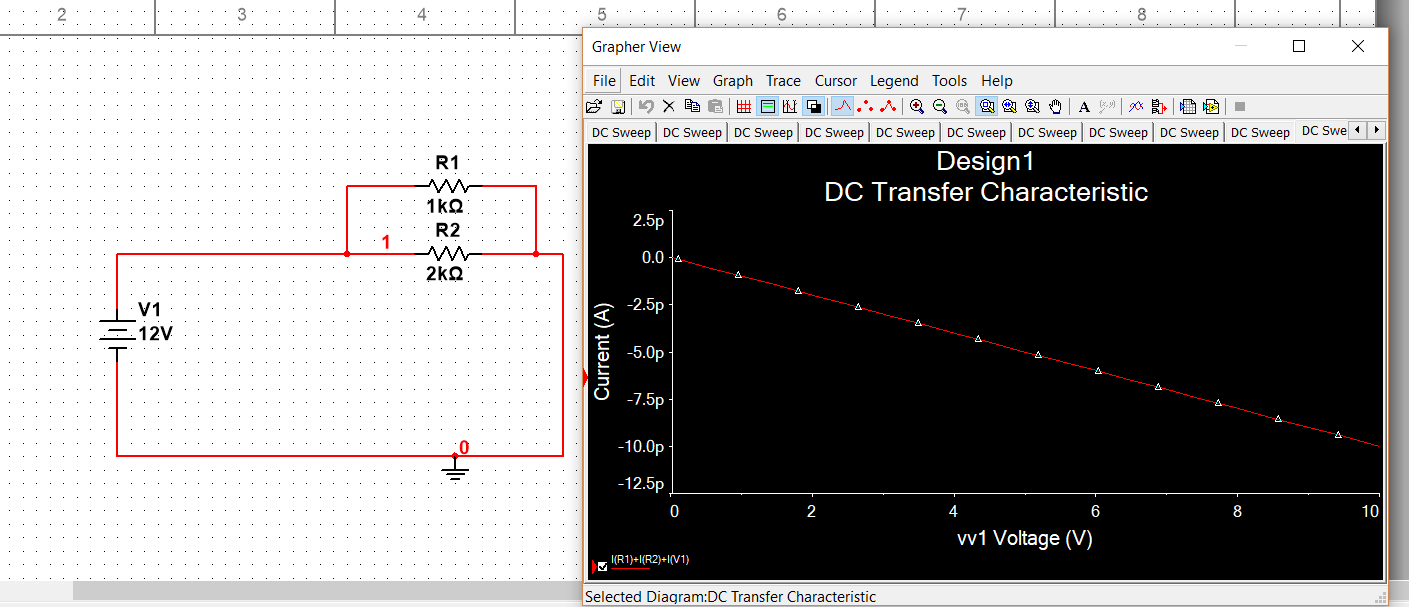 2 3 4 5 6 7 8
Grapher View
File Edit View Graph Trace Cursor Legend Tools Help
A
DC Sweep DC Sweep DC Sweep DC Sweep DC Sweep DC Sweep DC Sweep DC Sweep DC Sweep DC Sweep DC Swe
Design1
DC Transfer Characteristic
R1
1kΩ
R2
1
2kΩ
V1
12V
0
2.5p
0.0
-2.5p
-5.0p
-7.5p
-10.0p
-12.5p
Current (A)
0 2 4 6 8 10
vv1 Voltage (V)
I(R1)+I(R2)+I(V1)
Selected Diagram:DC Transfer Characteristic